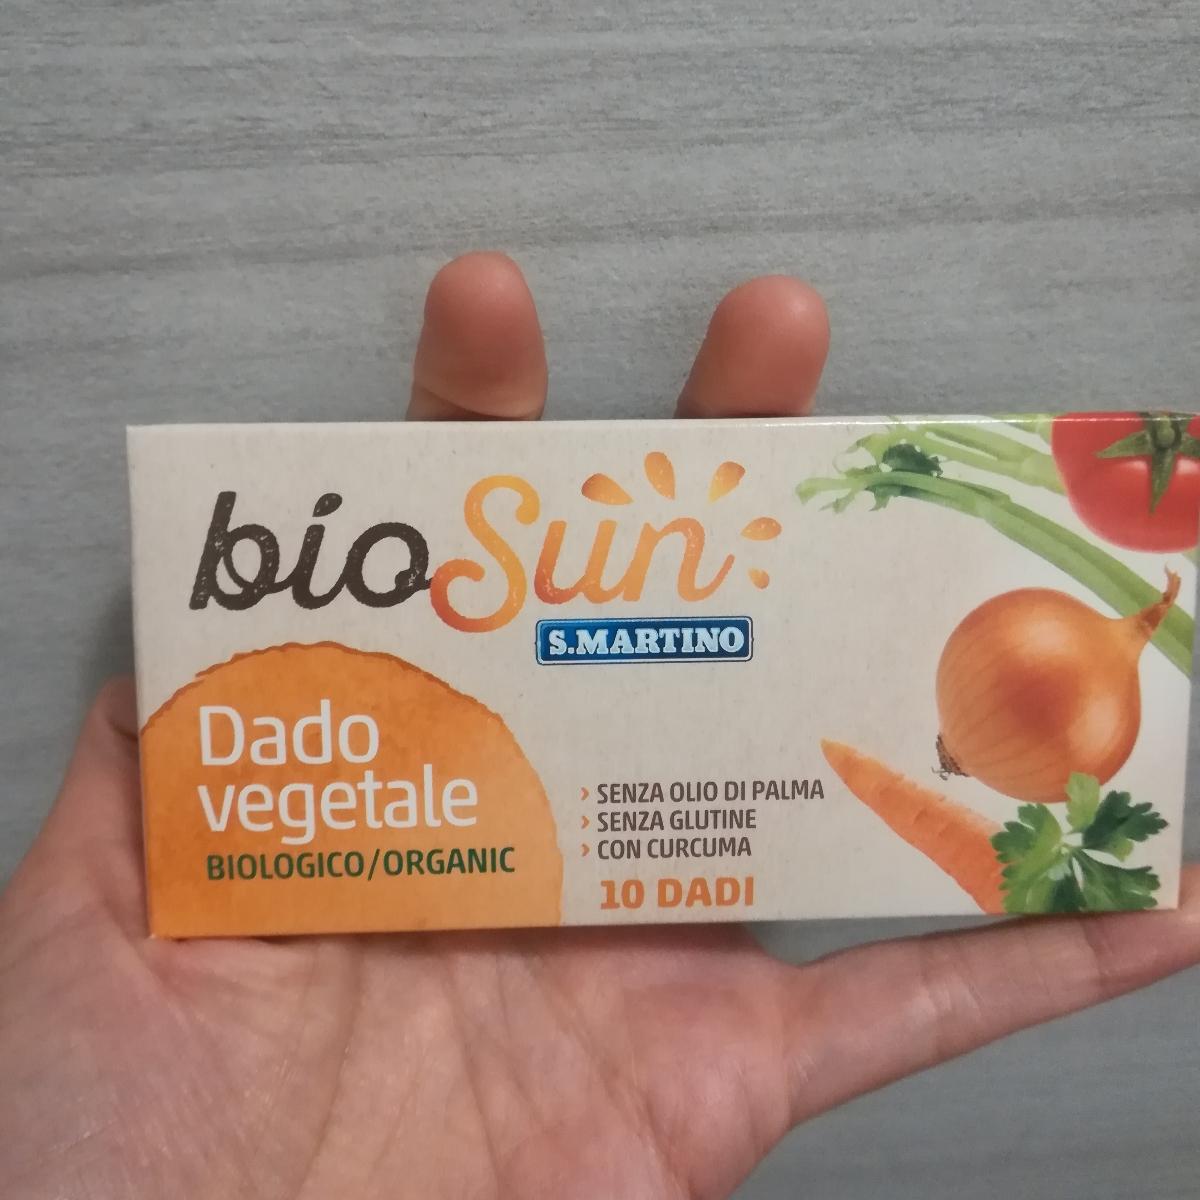 bioSun
S.MARTINO
Dado
vegetale
BIOLOGICO/ORGANIC
› SENZA OLIO DI PALMA
› SENZA GLUTINE
› CON CURCUMA
10 DADI